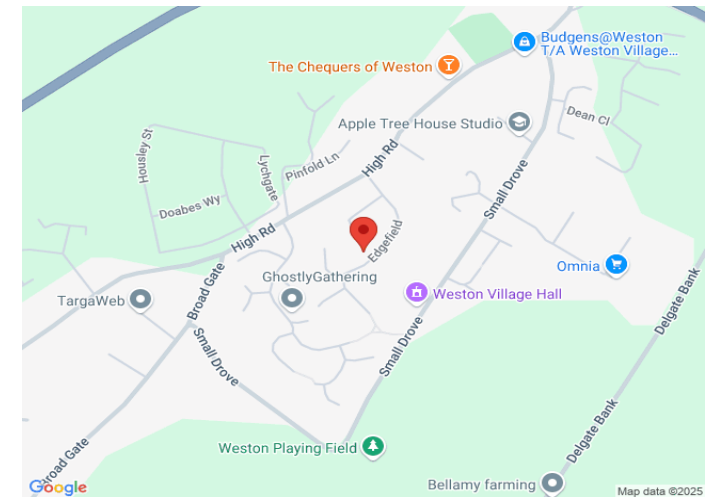 Budgens@Weston
T/A Weston Village...
The Chequers of Weston
Apple Tree House Studio
Dean Cl
Housley St
Lychgate
Pinfold Ln
High Rd
Doabes Wy
Small Drove
High Rd
Edgefield
Omnia
GhostlyGathering
Weston Village Hall
TargaWeb
Broad Gate
Delgate Bank
Small Drove
Small Drove
Weston Playing Field
Broad Gate
Delgate Bank
Bellamy farming
Google
Map data ©2025